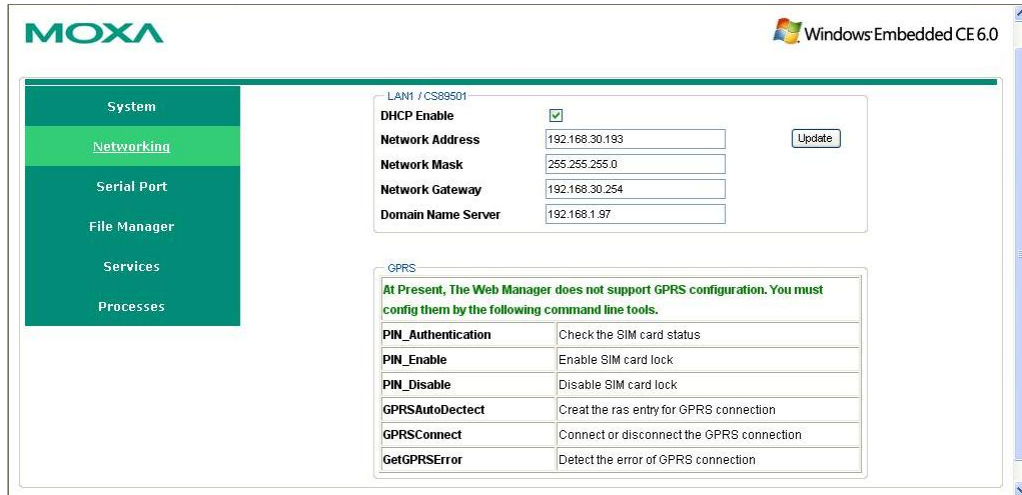 MOXA
Windows Embedded CE 6.0
System
Networking
Serial Port
File Manager
Services
Processes
LAN1 / CS89501
DHCP Enable
Network Address 192.168.30.193 Update
Network Mask 255.255.255.0
Network Gateway 192.168.30.254
Domain Name Server 192.168.1.97
GPRS
At Present, The Web Manager does not support GPRS configuration. You must
config them by the following command line tools.
PIN_Authentication Check the SIM card status
PIN_Enable Enable SIM card lock
PIN_Disable Disable SIM card lock
GPRSAutoDectect Creat the ras entry for GPRS connection
GPRSConnect Connect or disconnect the GPRS connection
GetGPRSError Detect the error of GPRS connection